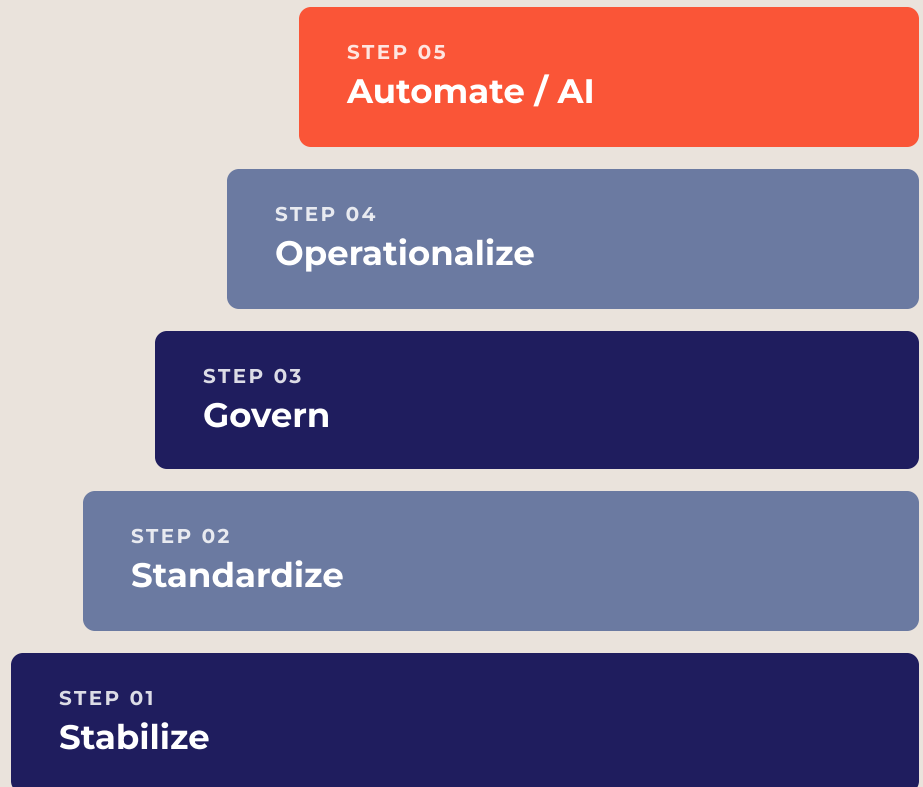 STEP 05
Automate / AI
STEP 04
Operationalize
STEP 03
Govern
STEP 02
Standardize
STEP 01
Stabilize